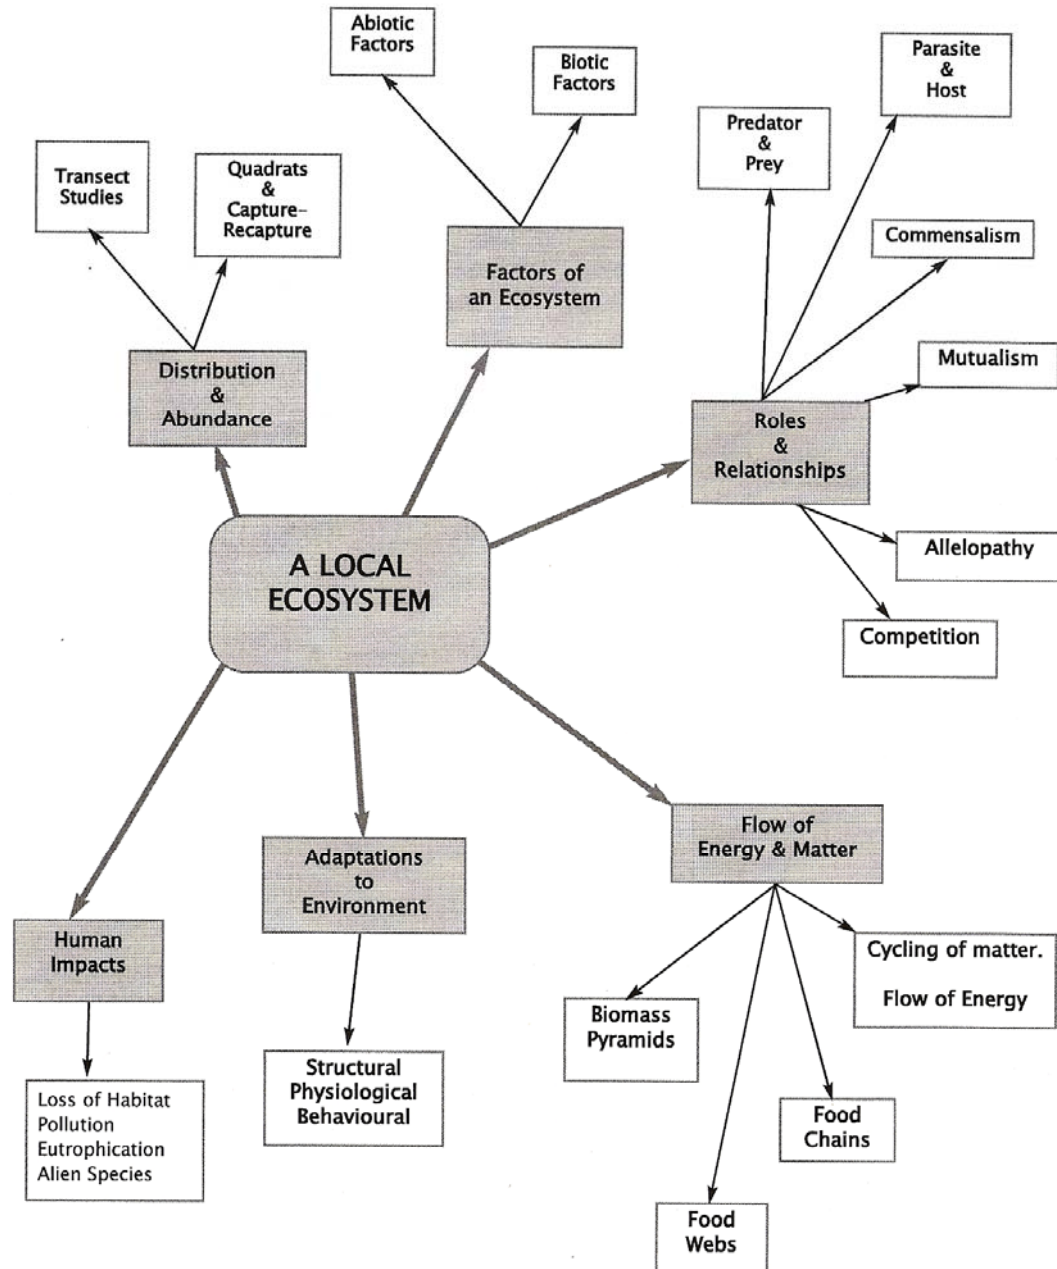 Abiotic
Factors
Biotic
Factors
Parasite
&
Host
Predator
&
Prey
Transect
Studies
Quadrats
&
Capture-
Recapture
Commensalism
Factors of
an Ecosystem
Mutualism
Distribution
&
Abundance
Roles
&
Relationships
Allelopathy
A LOCAL
ECOSYSTEM
Competition
Flow of
Energy & Matter
Adaptations
to
Environment
Human
Impacts
Cycling of matter.
Flow of Energy
Biomass
Pyramids
Structural
Physiological
Behavioural
Loss of Habitat
Pollution
Eutrophication
Alien Species
Food
Chains
Food
Webs